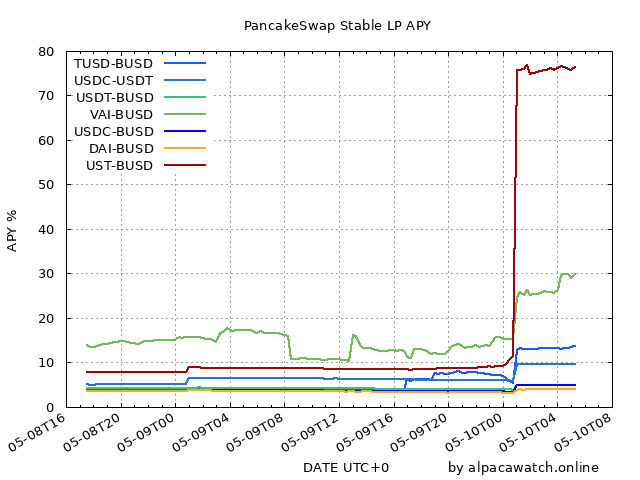 PancakeSwap Stable LP APY
80
70
60
50
40
30
20
10
0
APY %
TUSD-BUSD
USDC-USDT
USDT-BUSD
VAI-BUSD
USDC-BUSD
DAI-BUSD
UST-BUSD
05-08T16
05-08T20
05-09T00
05-09T04
05-09T08
05-09T12
05-09T16
05-09T20
05-10T00
05-10T04
05-10T08
DATE UTC+0
by alpacawatch.online